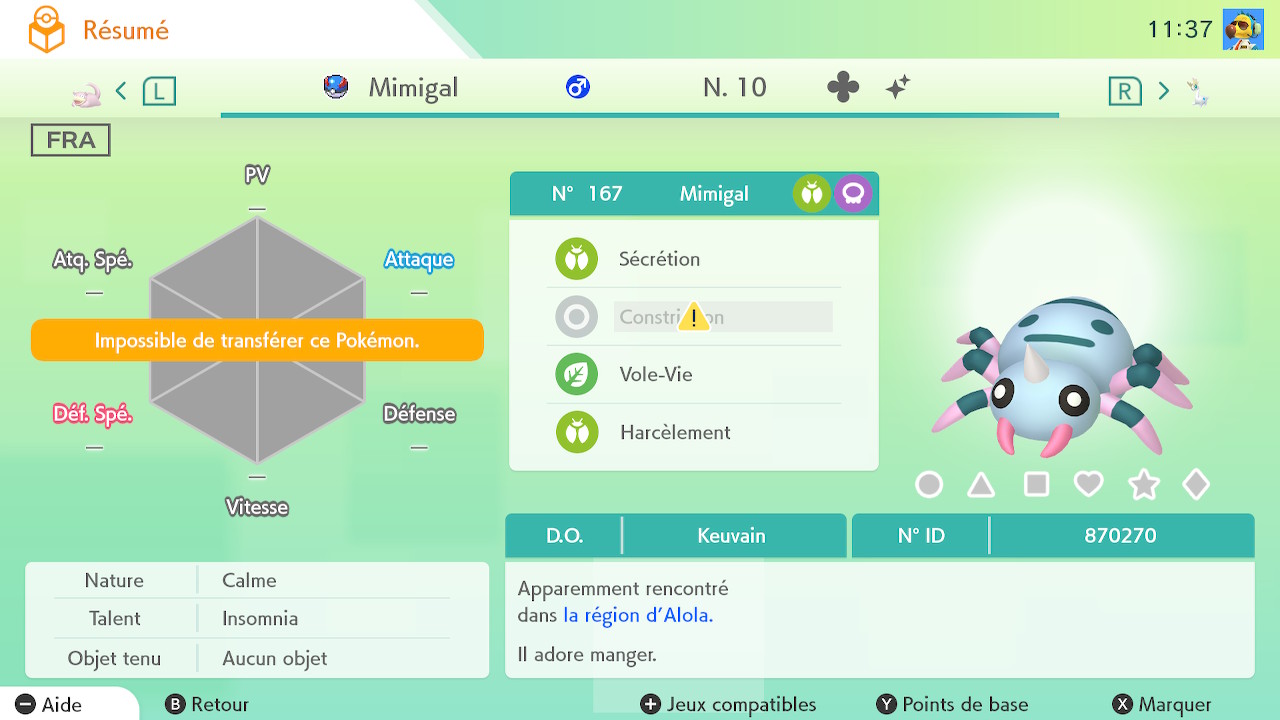 Résumé
11:37
L
Mimigal
N. 10
R
FRA
PV
—
Atq. Spé.
—
Attaque
—
Impossible de transférer ce Pokémon.
Déf. Spé.
—
Défense
—
—
Vitesse
N° 167 Mimigal
Sécrétion
Constri on
Vole-Vie
Harcèlement
D.O. Keuvain
N° ID 870270
Nature Calme
Talent Insomnia
Objet tenu Aucun objet
Apparemment rencontré
dans la région d’Alola.
Il adore manger.
Aide
B Retour
Jeux compatibles
Y Points de base
X Marquer